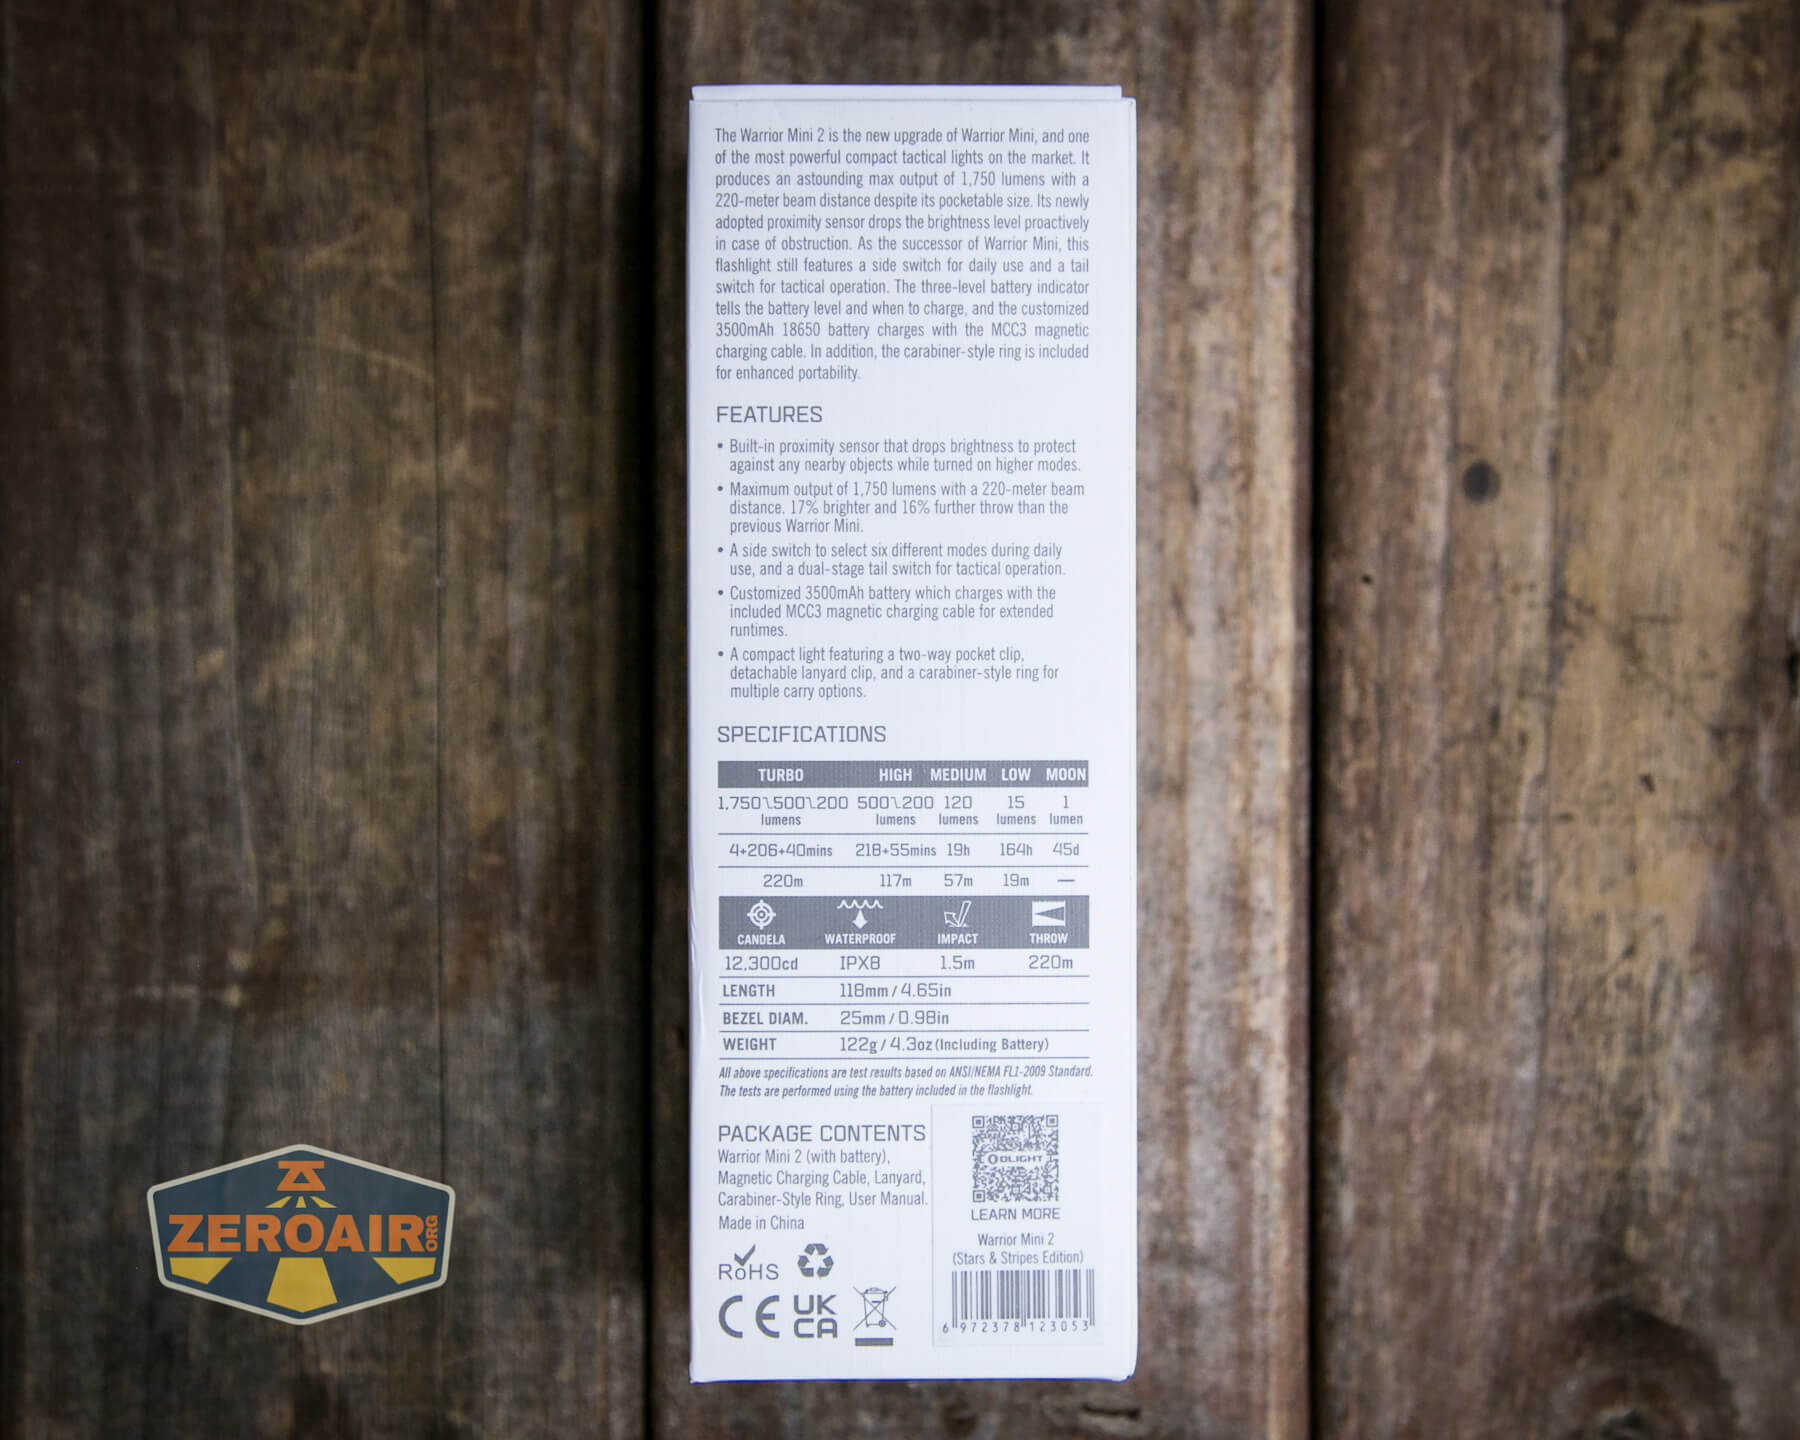 The Warrior Mini 2 is the new upgrade of Warrior Mini, and one
of the most powerful compact tactical lights on the market. It
produces an astounding max output of 1,750 lumens with a
220-meter beam distance despite its pocketable size. Its newly
adopted proximity sensor drops the brightness level proactively
in case of obstruction. As the successor of Warrior Mini, this
flashlight still features a side switch for daily use and a tail
switch for tactical operation. The three-level battery indicator
tells the battery level and when to charge, and the customized
3500mAh 18650 battery charges with the MCC3 magnetic
charging cable. In addition, the carabiner-style ring is included
for enhanced portability.
FEATURES
• Built-in proximity sensor that drops brightness to protect
against any nearby objects while turned on higher modes.
• Maximum output of 1,750 lumens with a 220-meter beam
distance. 17% brighter and 16% further throw than the
previous Warrior Mini.
• A side switch to select six different modes during daily
use, and a dual-stage tail switch for tactical operation.
• Customized 3500mAh battery which charges with the
included MCC3 magnetic charging cable for extended
runtimes.
• A compact light featuring a two-way pocket clip,
detachable lanyard clip, and a carabiner-style ring for
multiple carry options.
SPECIFICATIONS
TURBO HIGH MEDIUM LOW MOON
1,750~500~200 500~200 120 15 1
lumens lumens lumens lumens lumen
4+206+40mins 218+55mins 19h 164h 45d
220m 117m 57m 19m —
CANDELA WATERPROOF IMPACT THROW
12,300cd IPX8 1.5m 220m
LENGTH 118mm / 4.65in
BEZEL DIAM. 25mm / 0.98in
WEIGHT 122g / 4.3oz (Including Battery)
All above specifications are test results based on ANSI/NEMA FL1-2009 Standard.
The tests are performed using the battery included in the flashlight.
PACKAGE CONTENTS
Warrior Mini 2 (with battery),
Magnetic Charging Cable, Lanyard,
Carabiner-Style Ring, User Manual.
Made in China
RoHS
CE UK
CA
OLIGHT
LEARN MORE
Warrior Mini 2
(Stars & Stripes Edition)
6 972378 123053
ZEROAIR.ORG